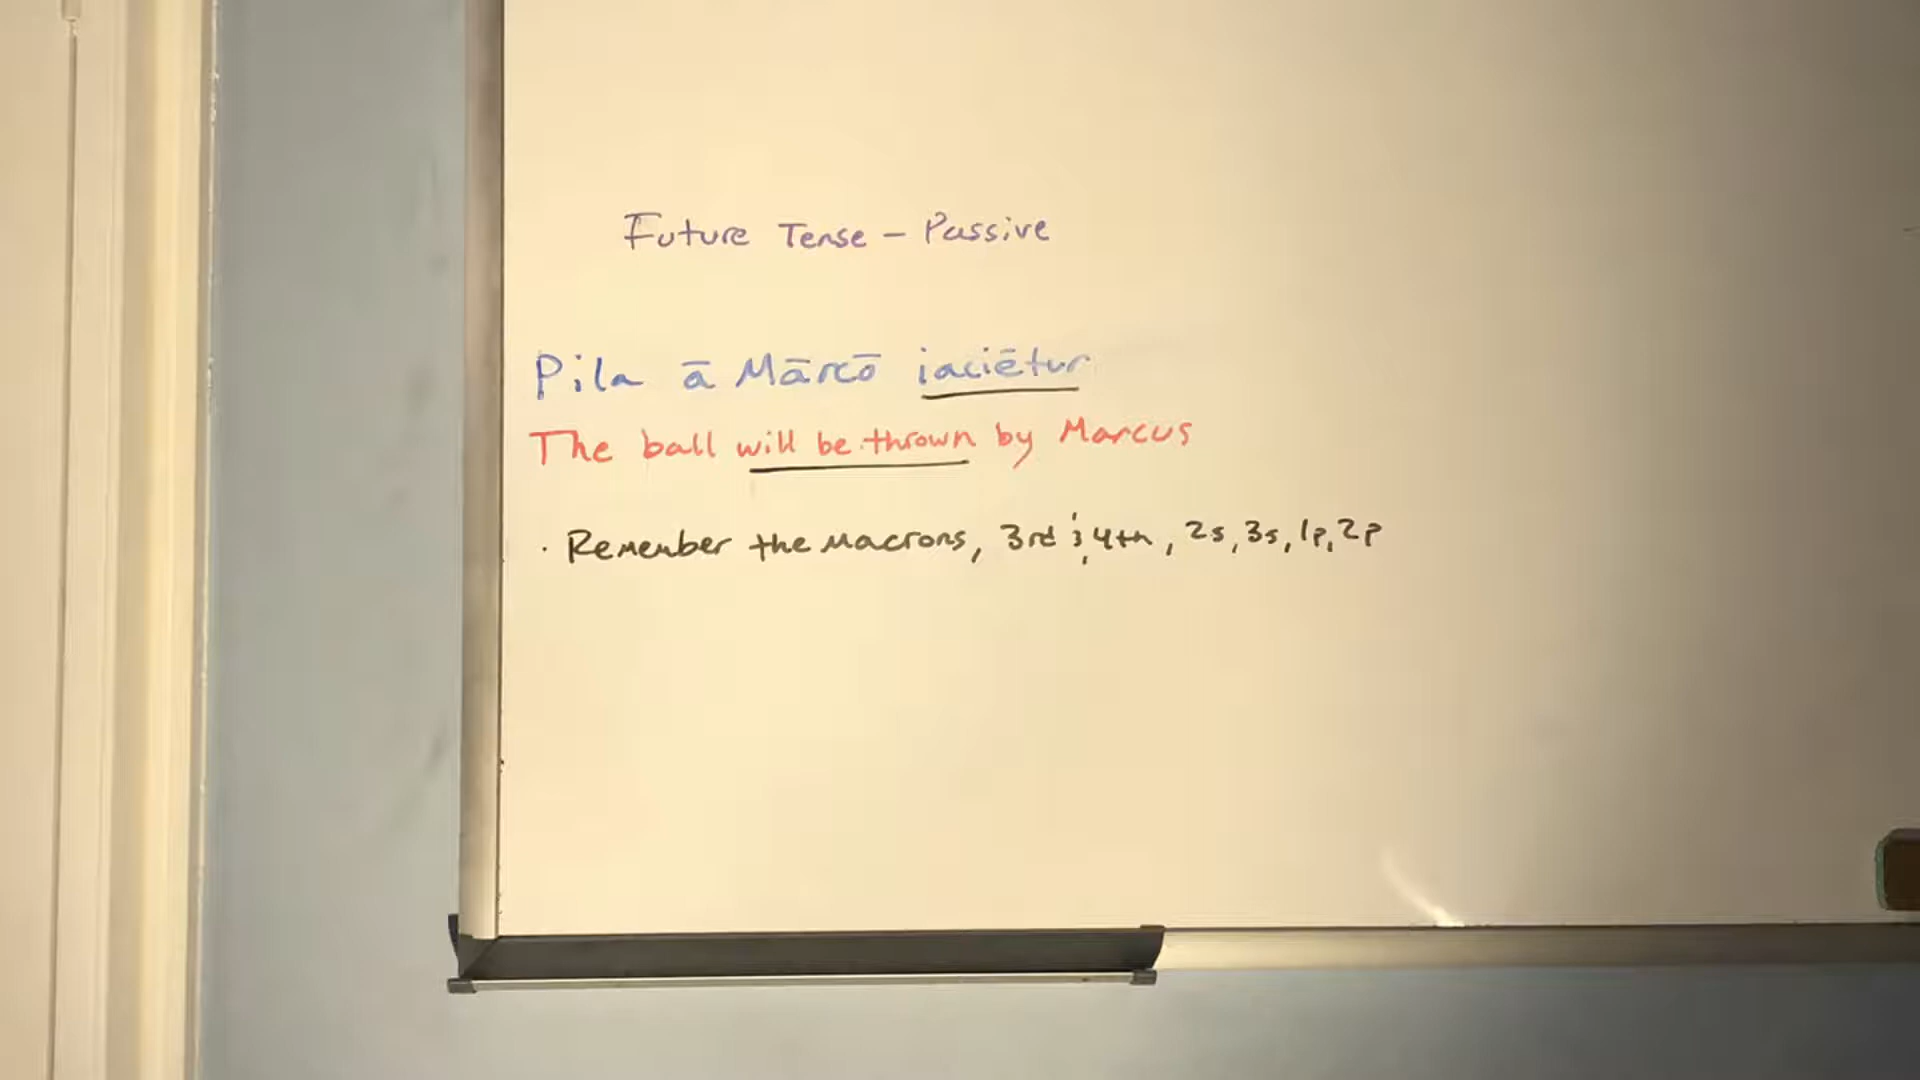 Future Tense - Passive
Pila ā Mārcō iaciētur
The ball will be thrown by Marcus
· Remember the macrons, 3rd & 4th, 2s, 3s, 1p, 2p